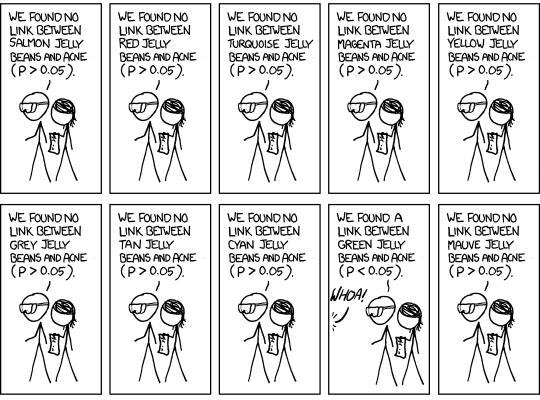 WE FOUND NO
LINK BETWEEN
SALMON JELLY
BEANS AND ACNE
(P > 0.05).
WE FOUND NO
LINK BETWEEN
RED JELLY
BEANS AND ACNE
(P > 0.05).
WE FOUND NO
LINK BETWEEN
TURQUOISE JELLY
BEANS AND ACNE
(P > 0.05).
WE FOUND NO
LINK BETWEEN
MAGENTA JELLY
BEANS AND ACNE
(P > 0.05).
WE FOUND NO
LINK BETWEEN
YELLOW JELLY
BEANS AND ACNE
(P > 0.05).
WE FOUND NO
LINK BETWEEN
GREY JELLY
BEANS AND ACNE
(P > 0.05).
WE FOUND NO
LINK BETWEEN
TAN JELLY
BEANS AND ACNE
(P > 0.05).
WE FOUND NO
LINK BETWEEN
CYAN JELLY
BEANS AND ACNE
(P > 0.05).
WE FOUND A
LINK BETWEEN
GREEN JELLY
BEANS AND ACNE
(P < 0.05).
WHOA!
WE FOUND NO
LINK BETWEEN
MAUVE JELLY
BEANS AND ACNE
(P > 0.05).